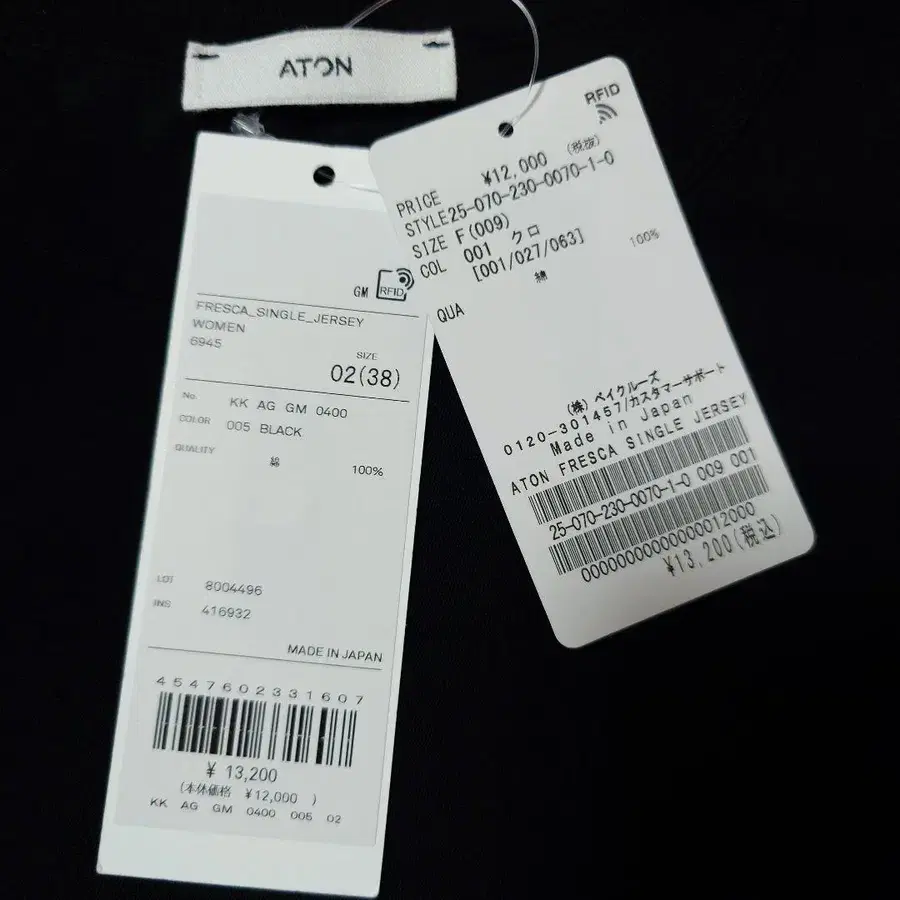 ATON
GM RFID
FRESCA_SINGLE_JERSEY
WOMEN
6945
SIZE
02(38)
No. KK AG GM 0400
COLOR 005 BLACK
QUALITY 綿 100%
LOT 8004496
INS 416932
MADE IN JAPAN
4547602331607
¥ 13,200
(本体価格 ¥12,000 )
KK AG GM 0400 005 02
RFID
PRICE ¥12,000 (税抜)
STYLE25-070-230-0070-1-0
SIZE F(009)
COL 001 クロ
[001/027/063]
QUA 綿 100%
(株) ベイクルーズ
0120-301457/カスタマーサポート
Made in Japan
ATON FRESCA SINGLE JERSEY
25-070-230-0070-1-0 009 001
0000000000000012000
¥13,200(税込)